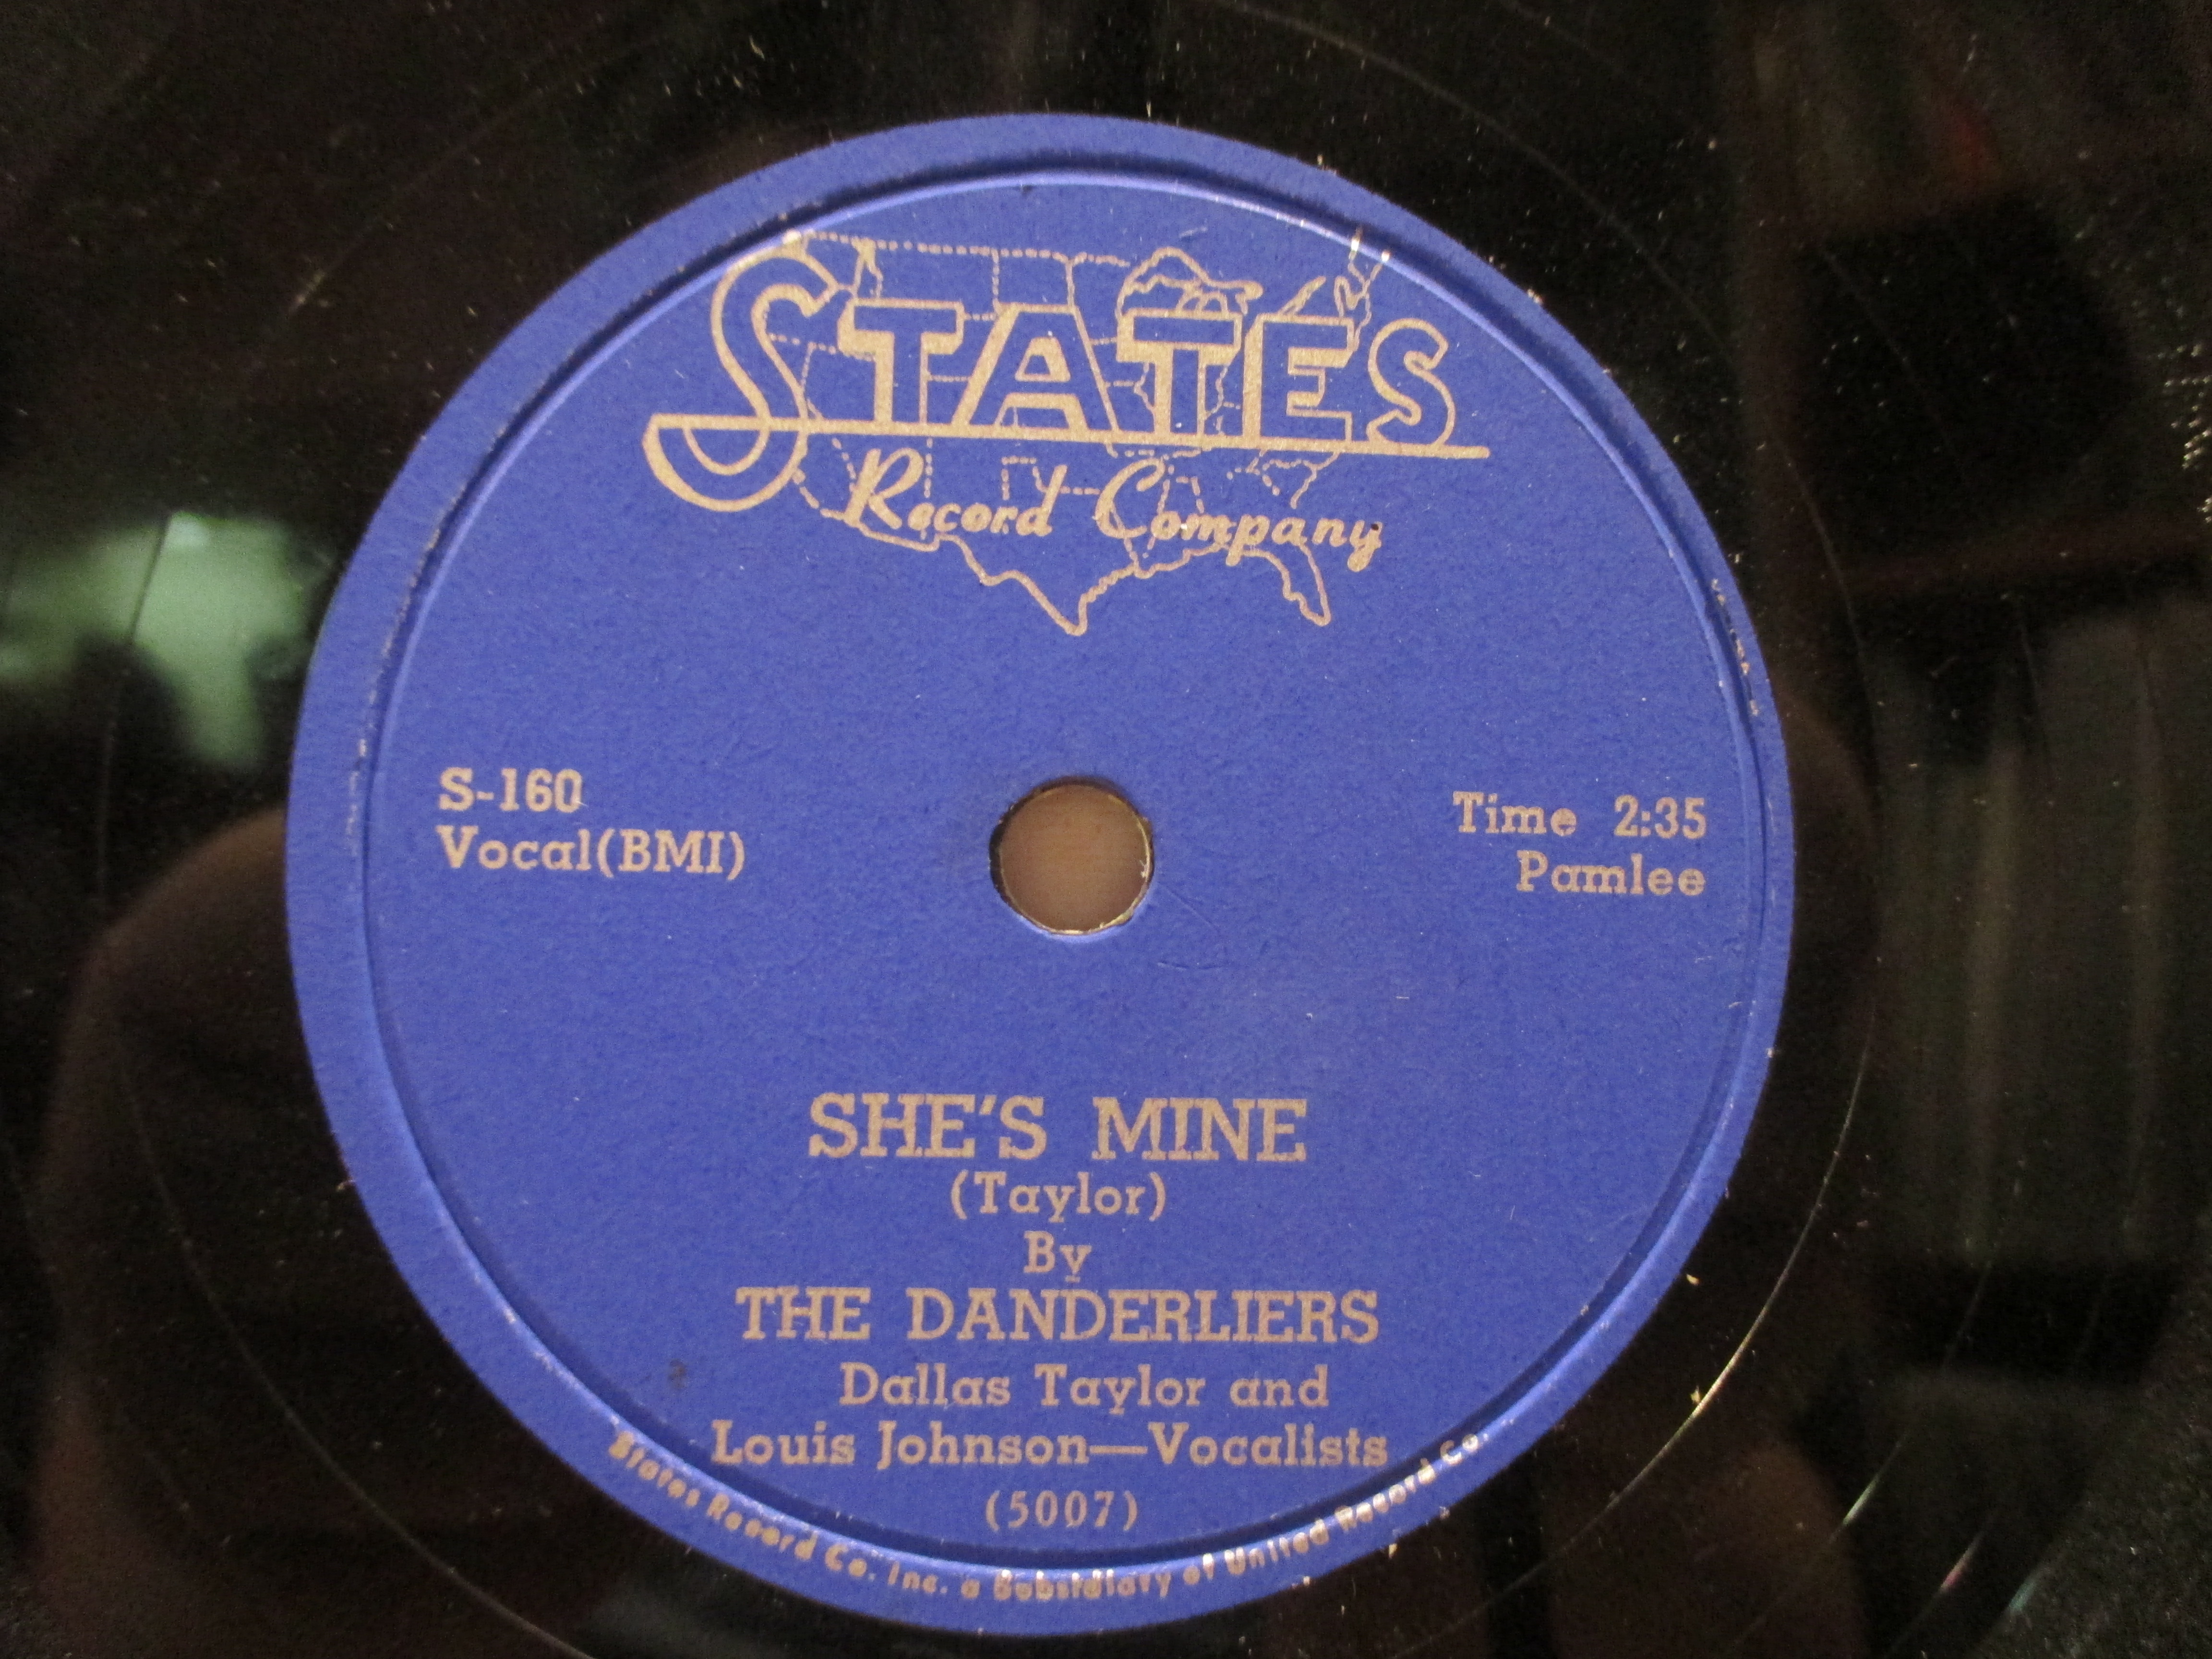 STATES
Record Company
S-160
Vocal(BMI)
Time 2:35
Pamlee
SHE'S MINE
(Taylor)
By
THE DANDERLIERS
Dallas Taylor and
Louis Johnson—Vocalists
(5007)
"States Record Co." Inc. a Subsidiary of United Record Co.